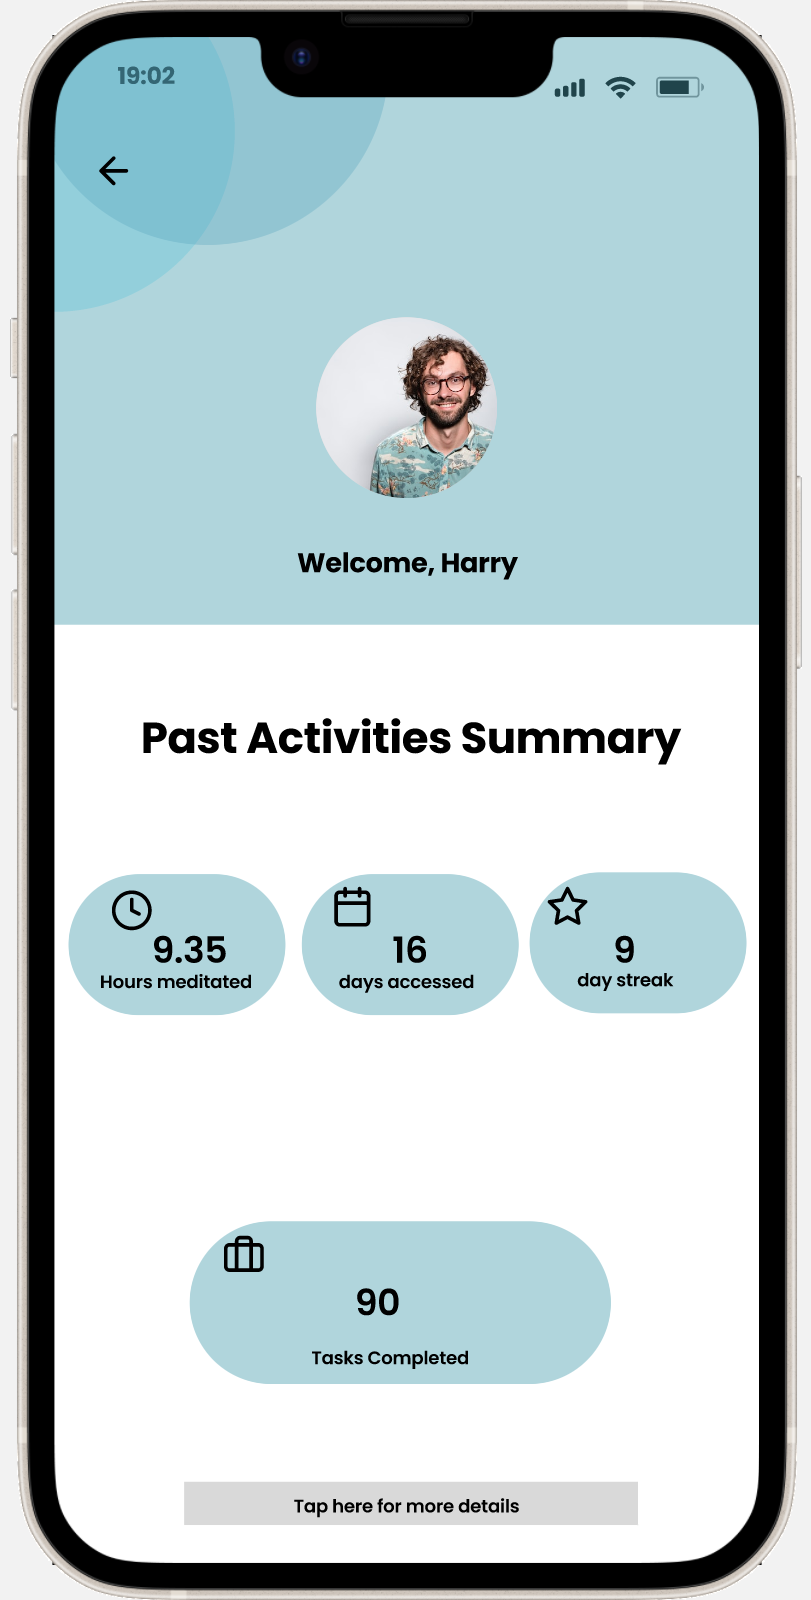 19:02
Welcome, Harry
Past Activities Summary
9.35
Hours meditated
16
days accessed
9
day streak
90
Tasks Completed
Tap here for more details